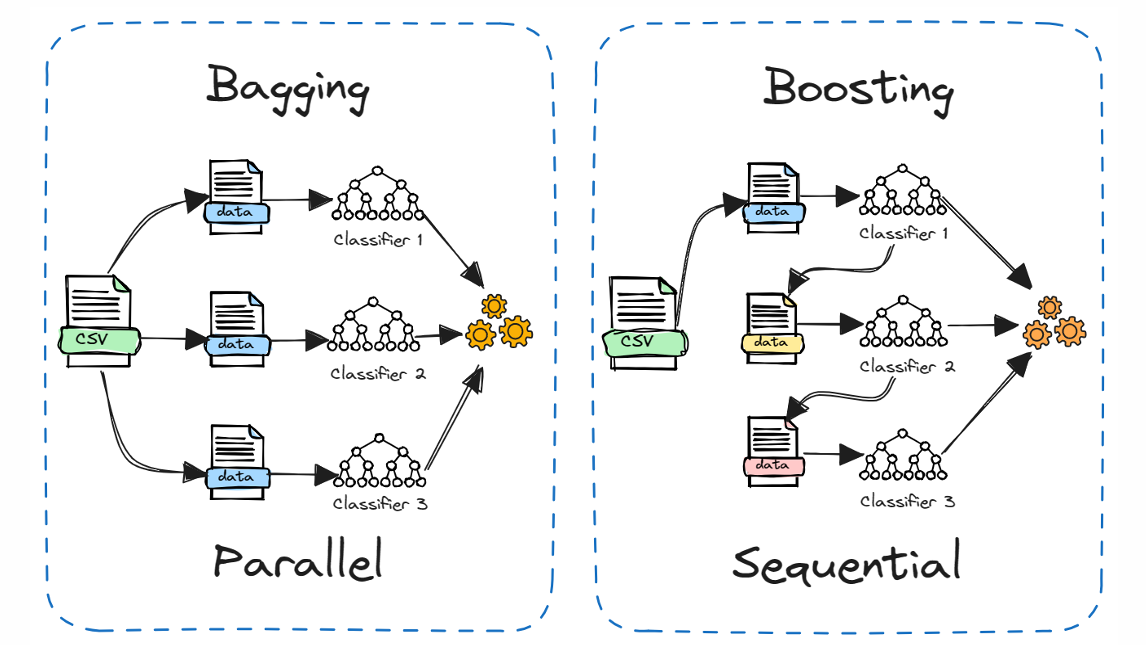 Bagging
data
Classifier 1
CSV
data
Classifier 2
data
Classifier 3
Parallel
Boosting
data
Classifier 1
CSV
data
Classifier 2
data
Classifier 3
Sequential